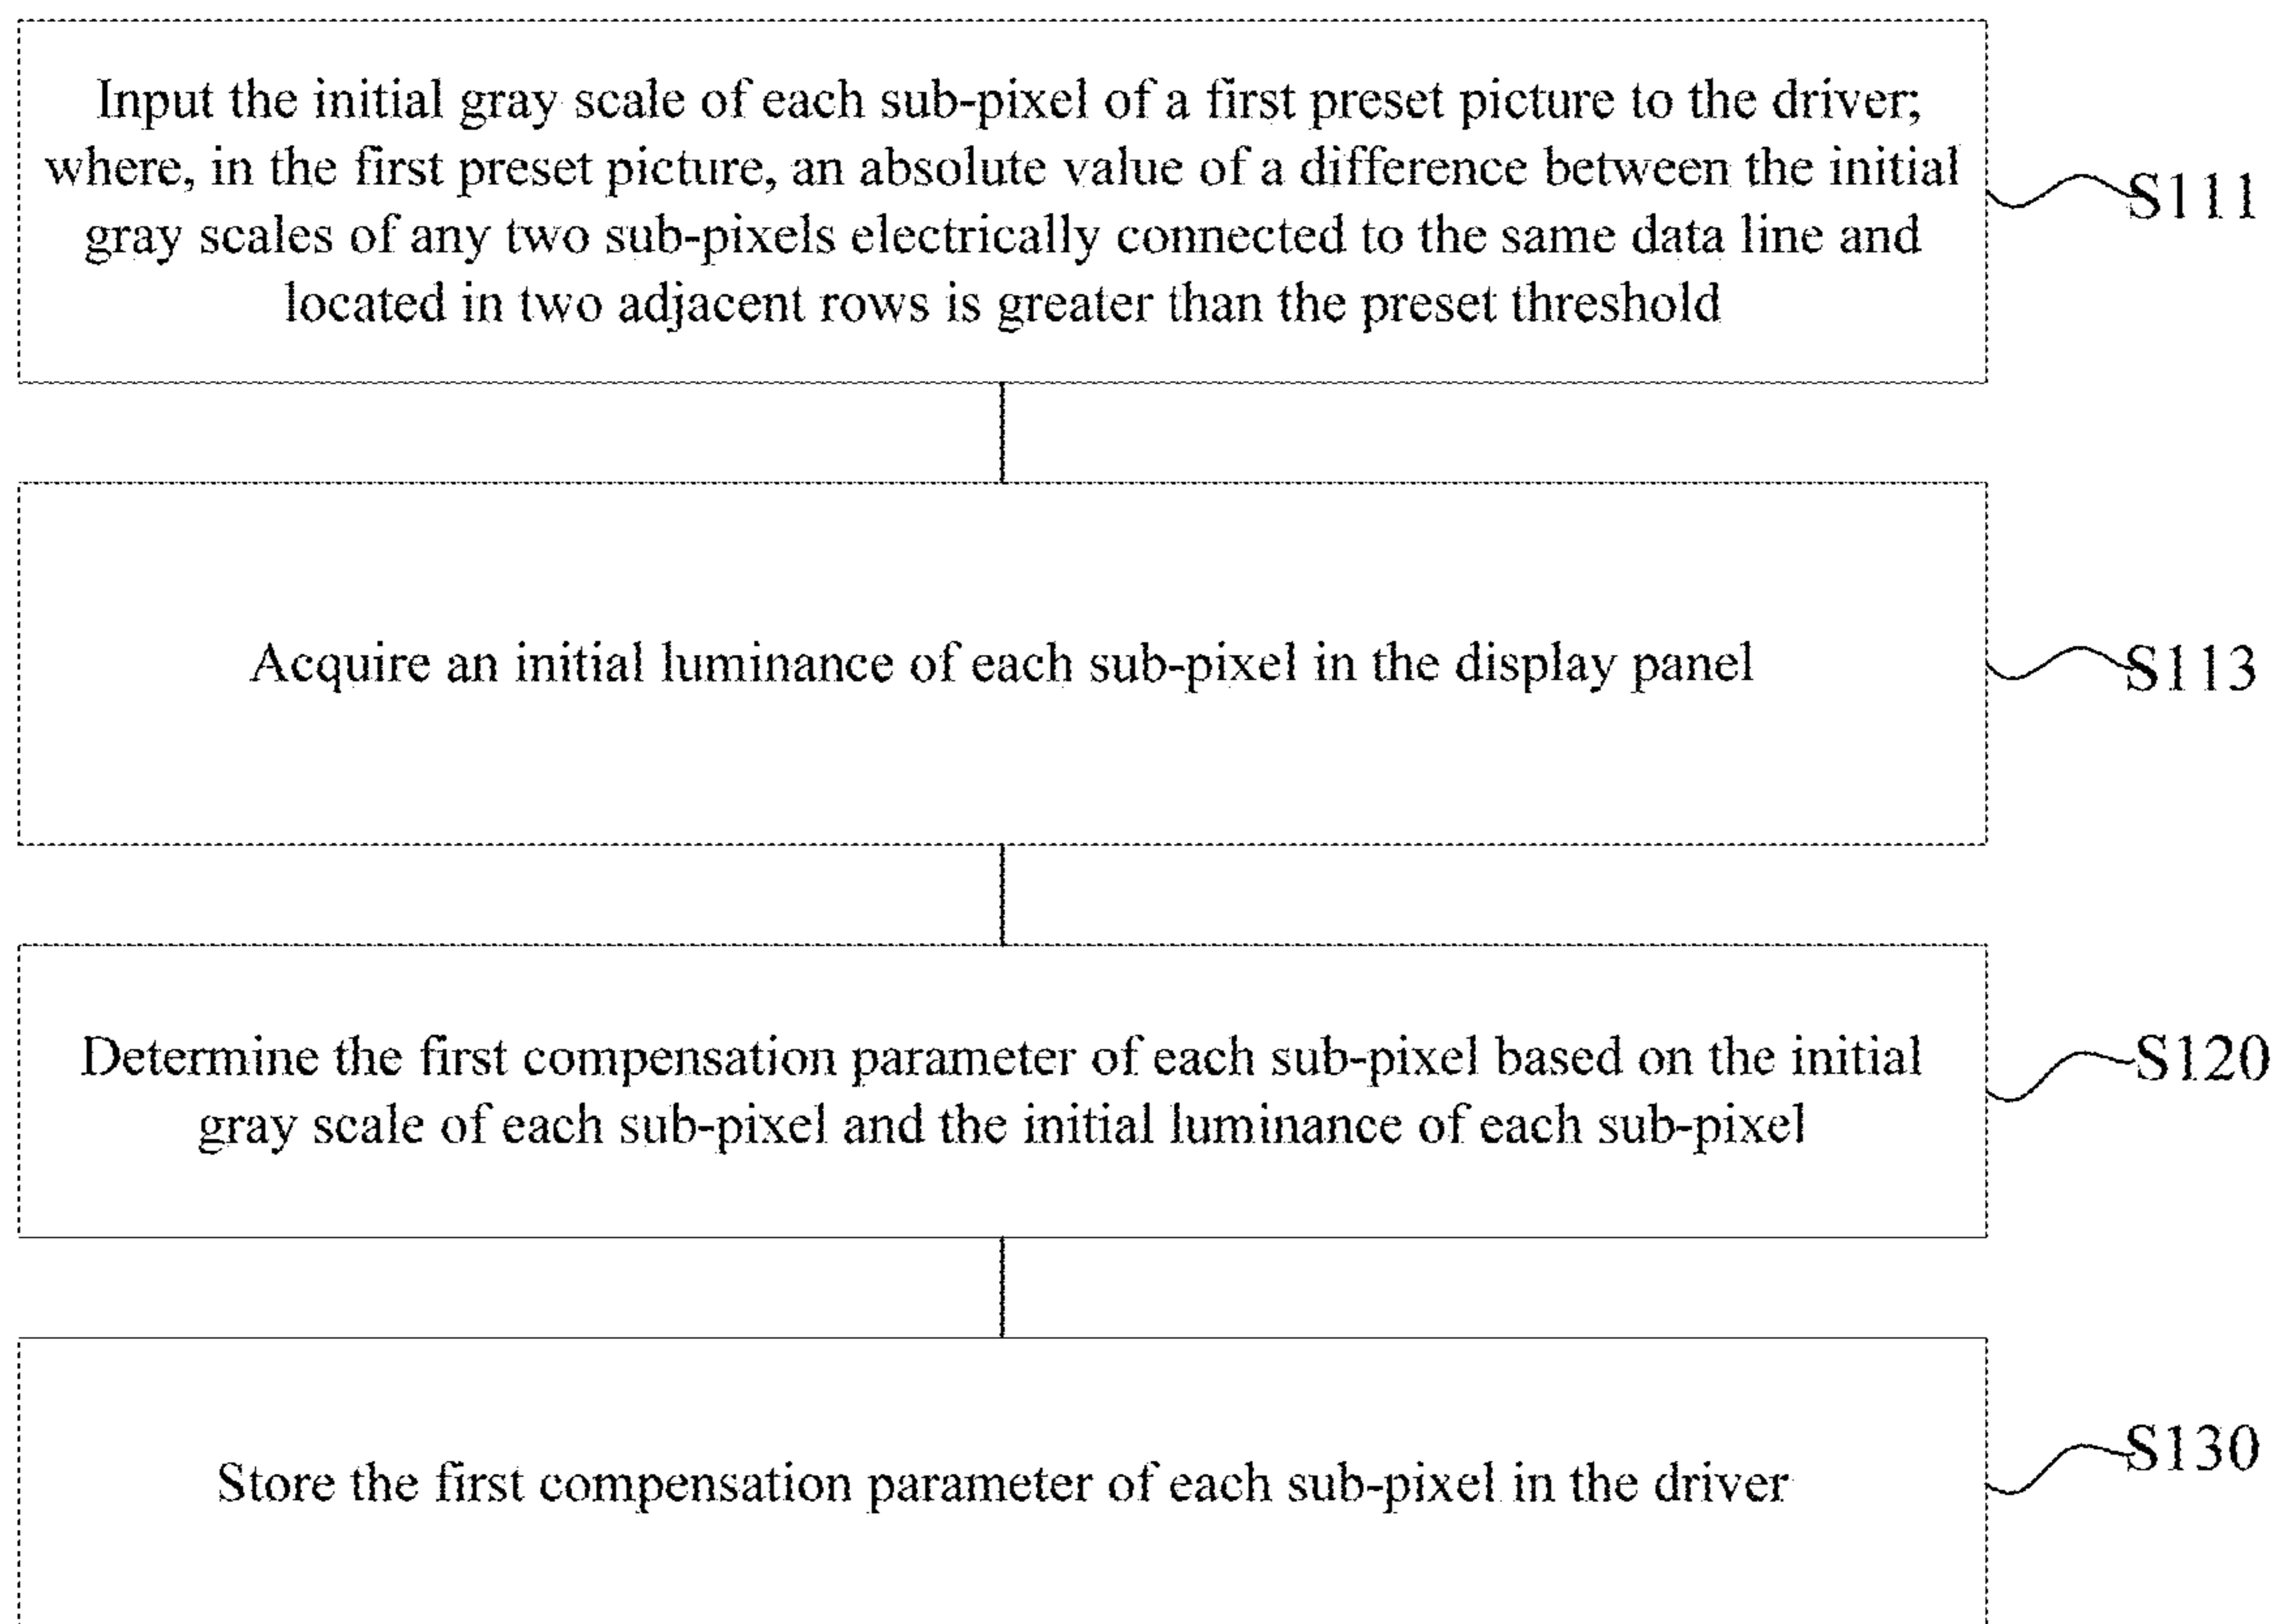 Input the initial gray scale of each sub-pixel of a first preset picture to the driver;
where, in the first preset picture, an absolute value of a difference between the initial
gray scales of any two sub-pixels electrically connected to the same data line and
located in two adjacent rows is greater than the preset threshold
S111
Acquire an initial luminance of each sub-pixel in the display panel
S113
Determine the first compensation parameter of each sub-pixel based on the initial
gray scale of each sub-pixel and the initial luminance of each sub-pixel
S120
Store the first compensation parameter of each sub-pixel in the driver
S130